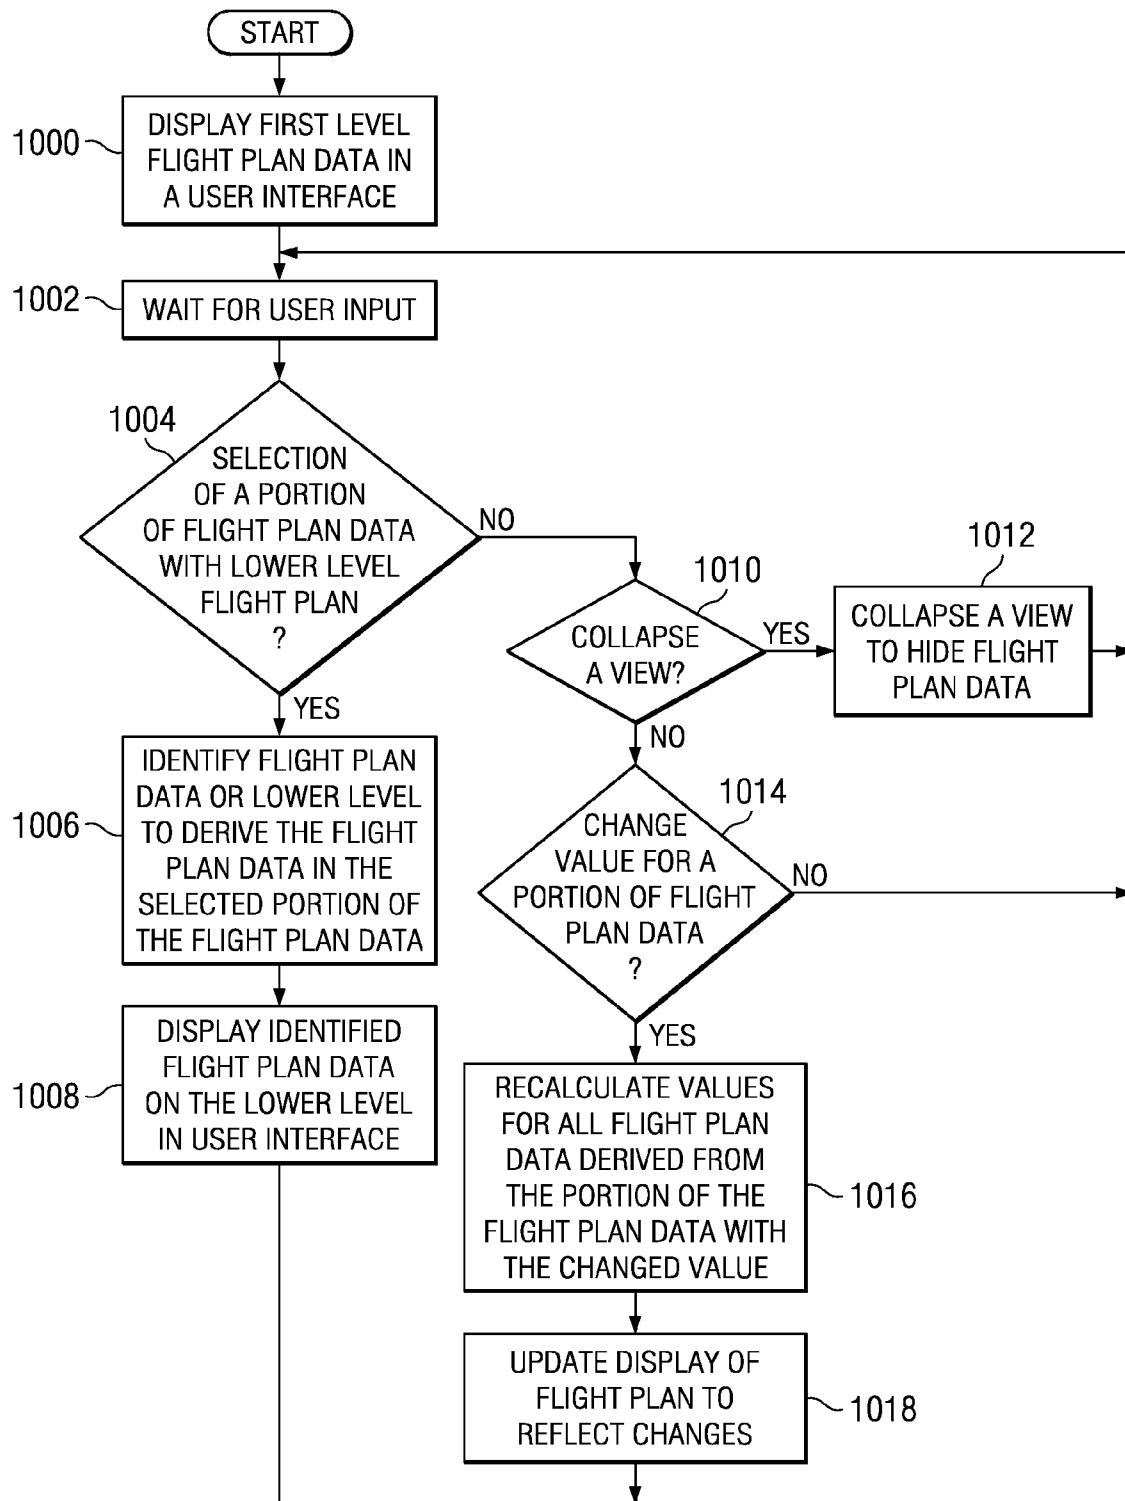 START
1000
DISPLAY FIRST LEVEL
FLIGHT PLAN DATA IN
A USER INTERFACE
1002
WAIT FOR USER INPUT
1004
SELECTION
OF A PORTION
OF FLIGHT PLAN DATA
WITH LOWER LEVEL
FLIGHT PLAN
?
NO
YES
1006
IDENTIFY FLIGHT PLAN
DATA OR LOWER LEVEL
TO DERIVE THE FLIGHT
PLAN DATA IN THE
SELECTED PORTION OF
THE FLIGHT PLAN DATA
1008
DISPLAY IDENTIFIED
FLIGHT PLAN DATA
ON THE LOWER LEVEL
IN USER INTERFACE
1010
COLLAPSE
A VIEW?
YES
NO
1012
COLLAPSE A VIEW
TO HIDE FLIGHT
PLAN DATA
1014
CHANGE
VALUE FOR A
PORTION OF FLIGHT
PLAN DATA
?
NO
YES
RECALCULATE VALUES
FOR ALL FLIGHT PLAN
DATA DERIVED FROM
THE PORTION OF THE
FLIGHT PLAN DATA WITH
THE CHANGED VALUE
1016
UPDATE DISPLAY OF
FLIGHT PLAN TO
REFLECT CHANGES
1018